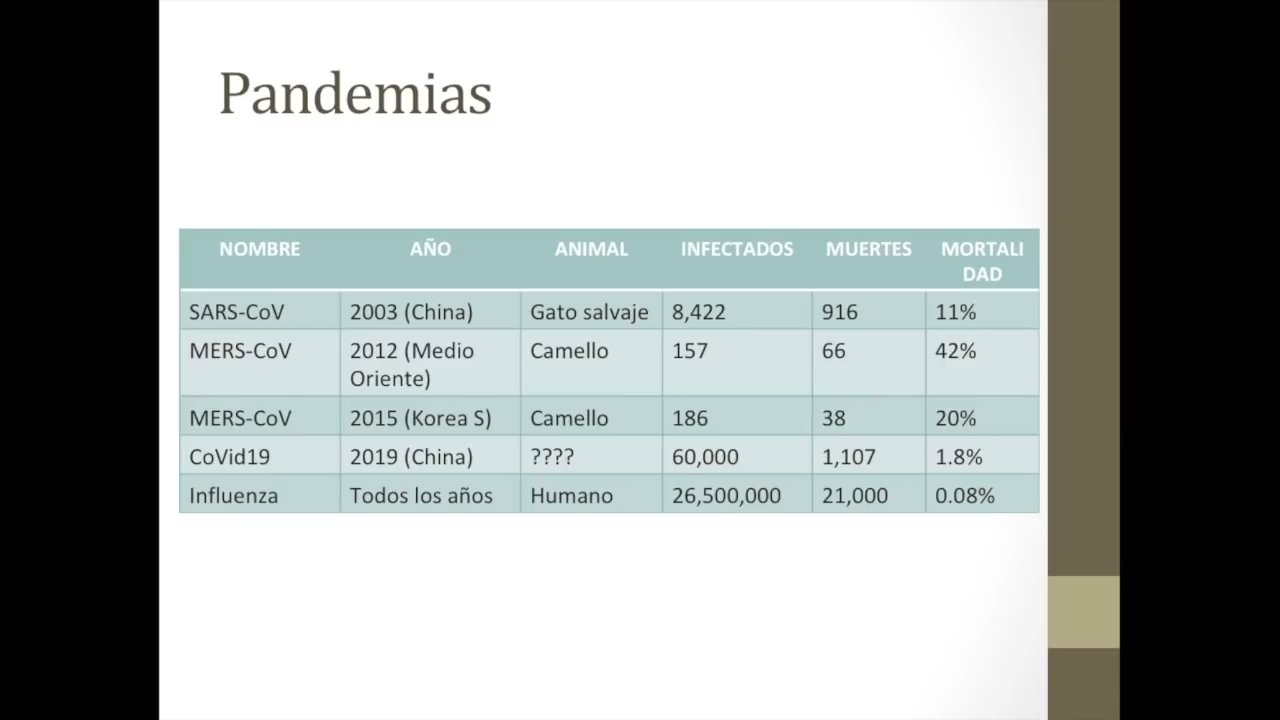 Pandemias
NOMBRE AÑO ANIMAL INFECTADOS MUERTES MORTALI
DAD
SARS-CoV 2003 (China) Gato salvaje 8,422 916 11%
MERS-CoV 2012 (Medio Camello 157 66 42%
Oriente)
MERS-CoV 2015 (Korea S) Camello 186 38 20%
CoVid19 2019 (China) ???? 60,000 1,107 1.8%
Influenza Todos los años Humano 26,500,000 21,000 0.08%